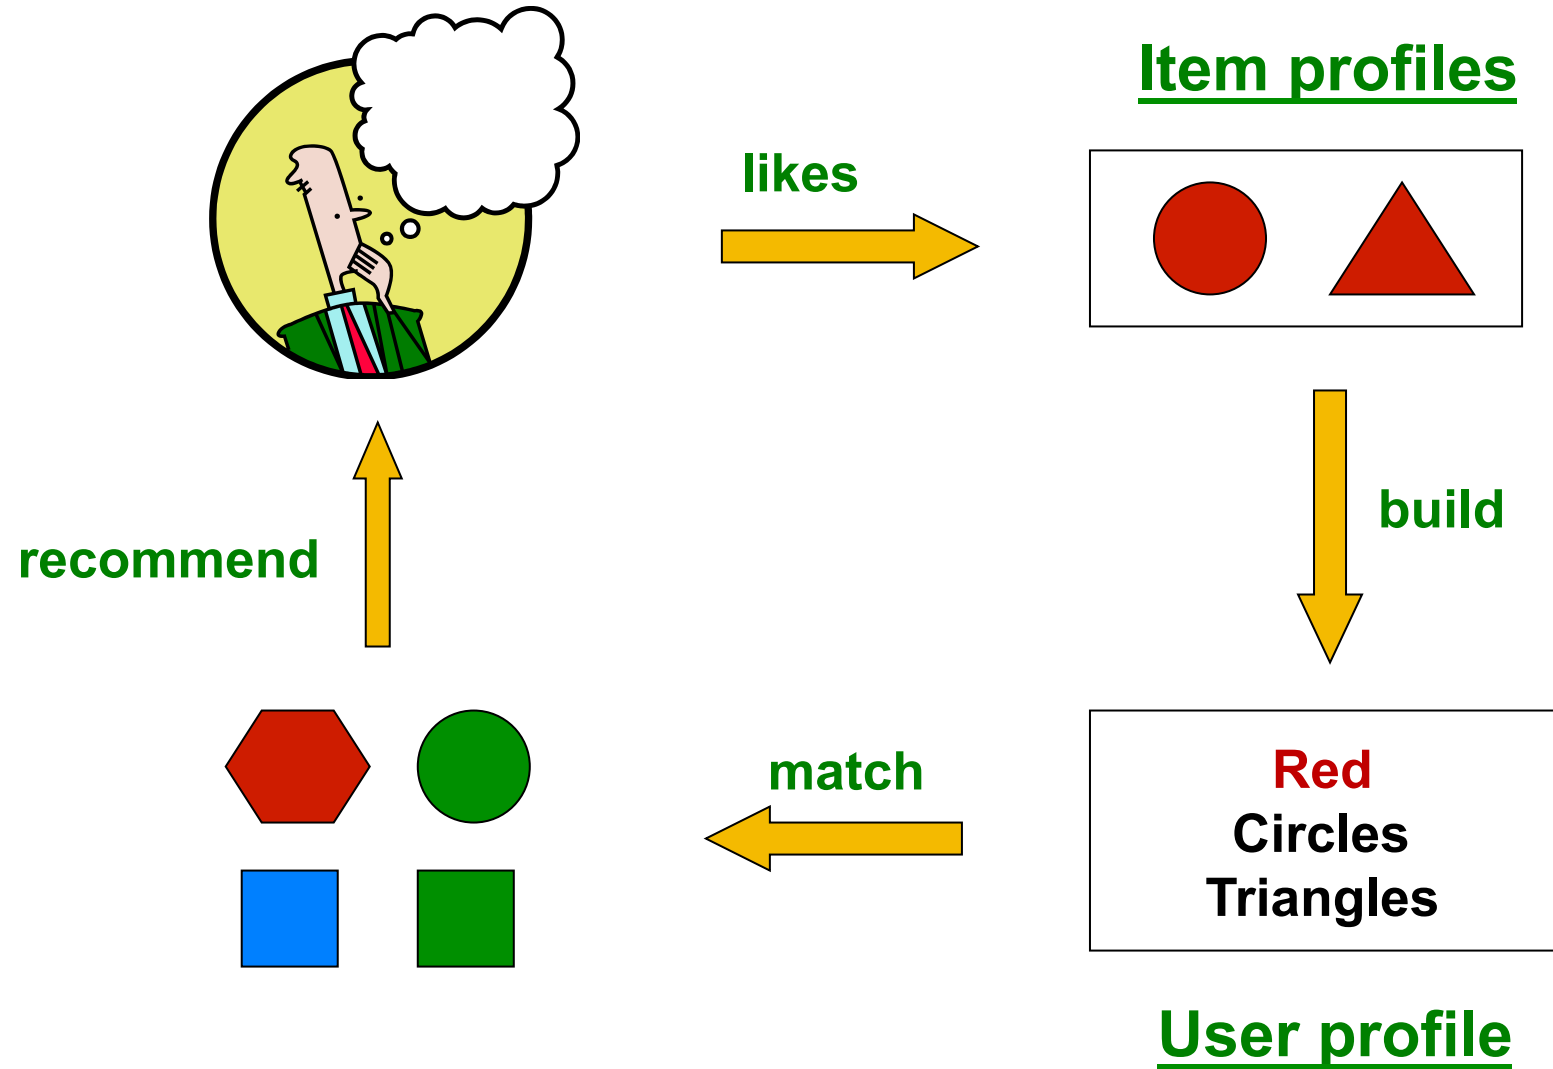 Item profiles
likes
build
recommend
match
Red
Circles
Triangles
User profile